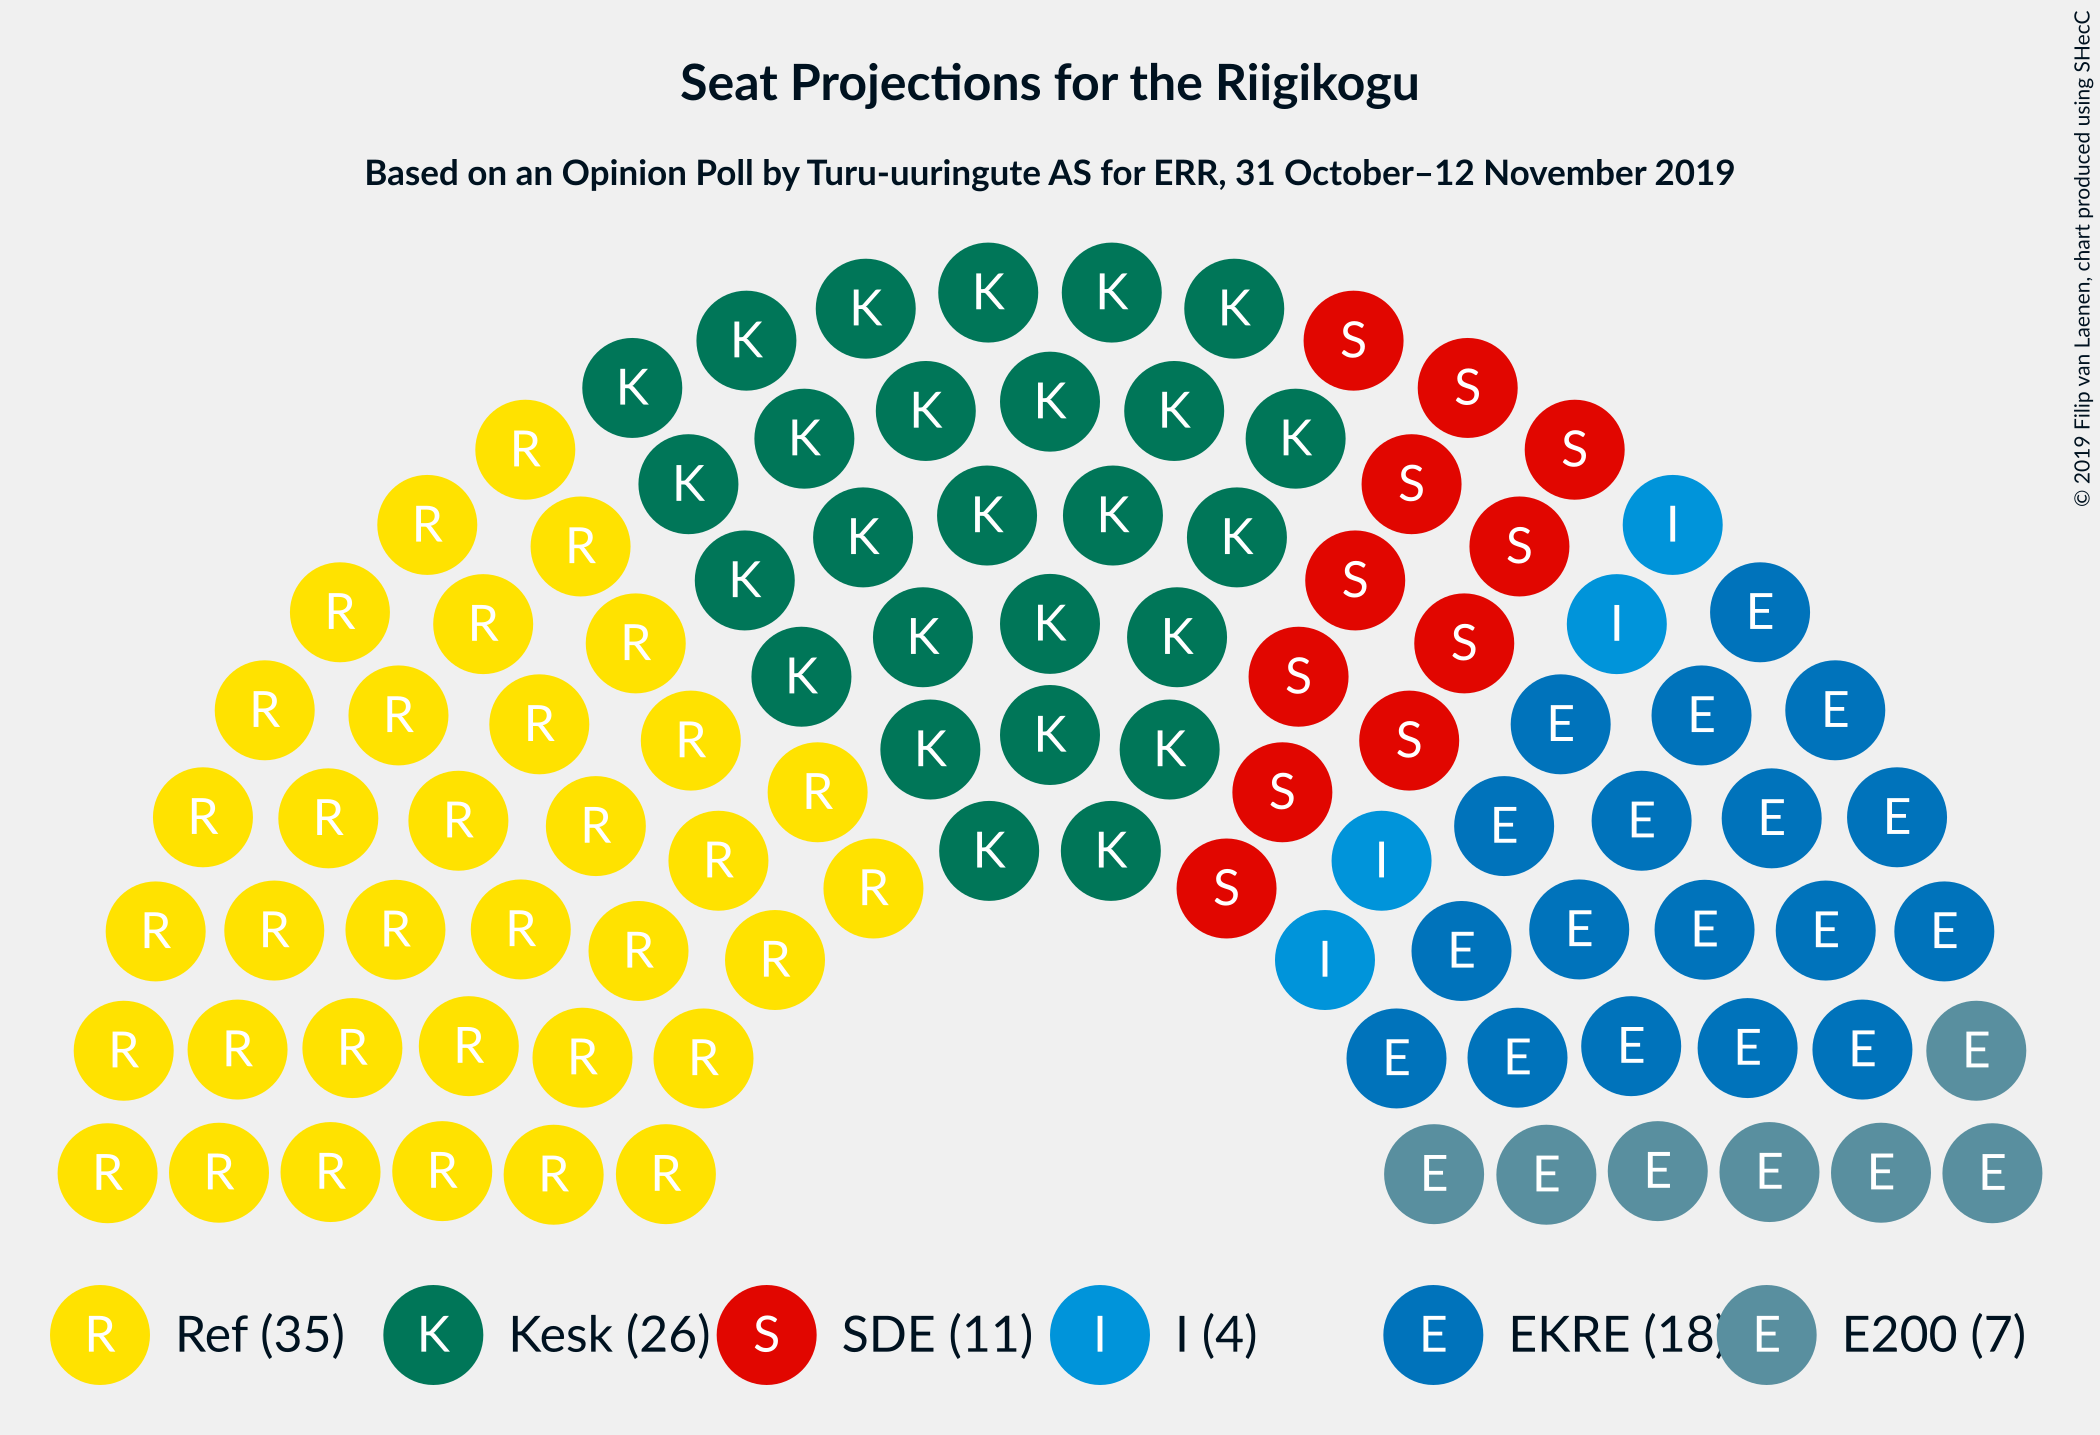 Seat Projections for the Riigikogu
Based on an Opinion Poll by Turu-uuringute AS for ERR, 31 October–12 November 2019
© 2019 Filip van Laenen, chart produced using SHecC
K K K K K K S S
R K K K K K K S S S
R R K K K K K S S I
R R R K K K K S S I E
R R R R K K K S S E E E
R R R R R R K K S I E E E E
R R R R R R I E E E E E
R R R R R R E E E E E E
R R R R R R E E E E E E
R Ref (35) K Kesk (26) S SDE (11) I I (4) E EKRE (18) E E200 (7)